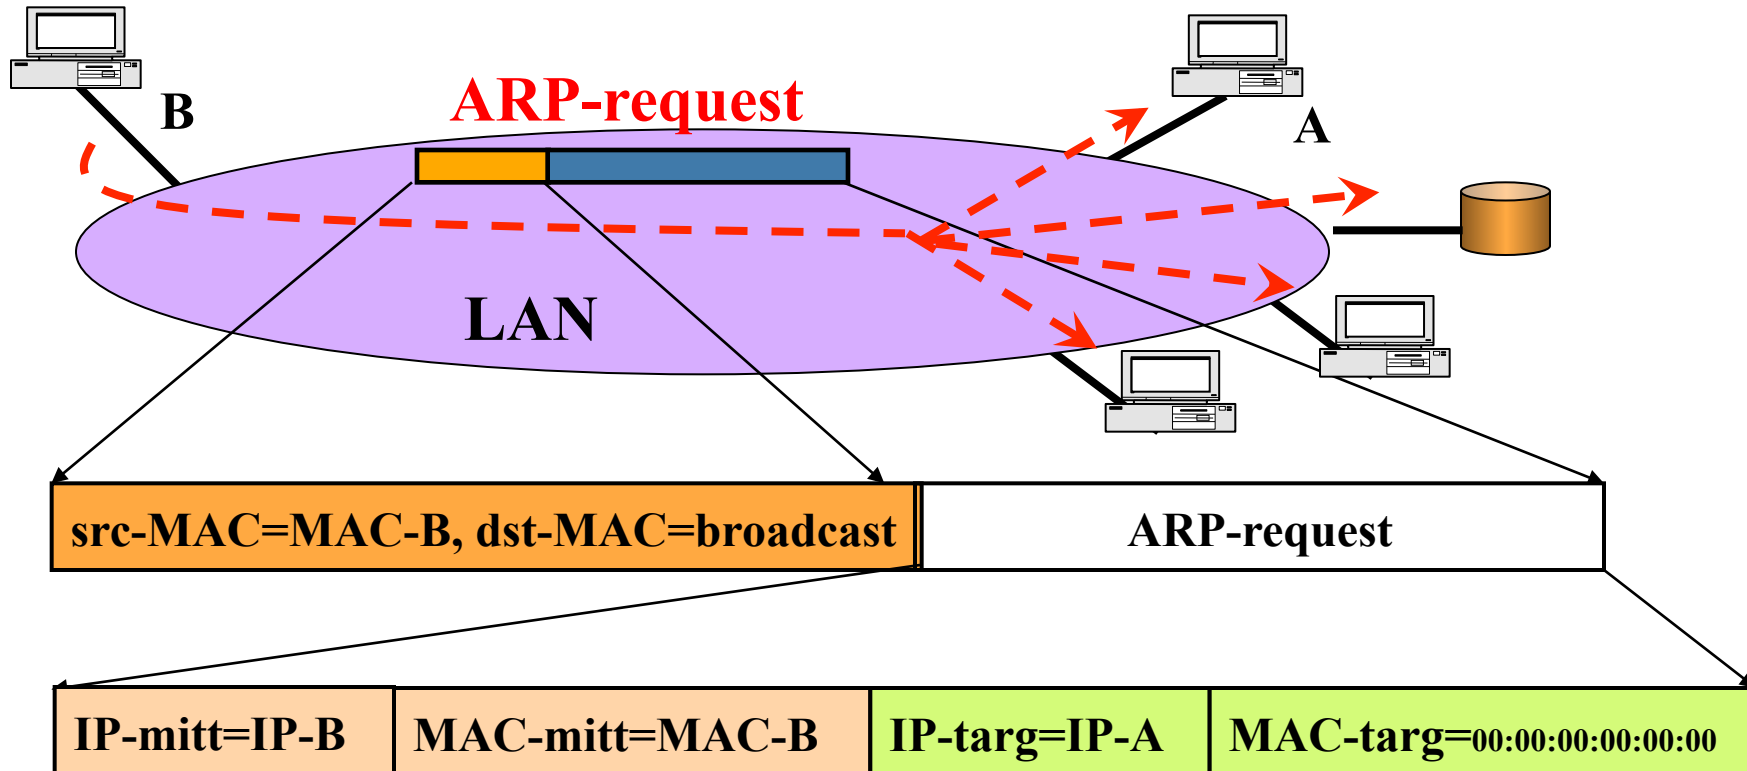 B
ARP-request
A
LAN
src-MAC=MAC-B, dst-MAC=broadcast
ARP-request
IP-mitt=IP-B
MAC-mitt=MAC-B
IP-targ=IP-A
MAC-targ=00:00:00:00:00:00